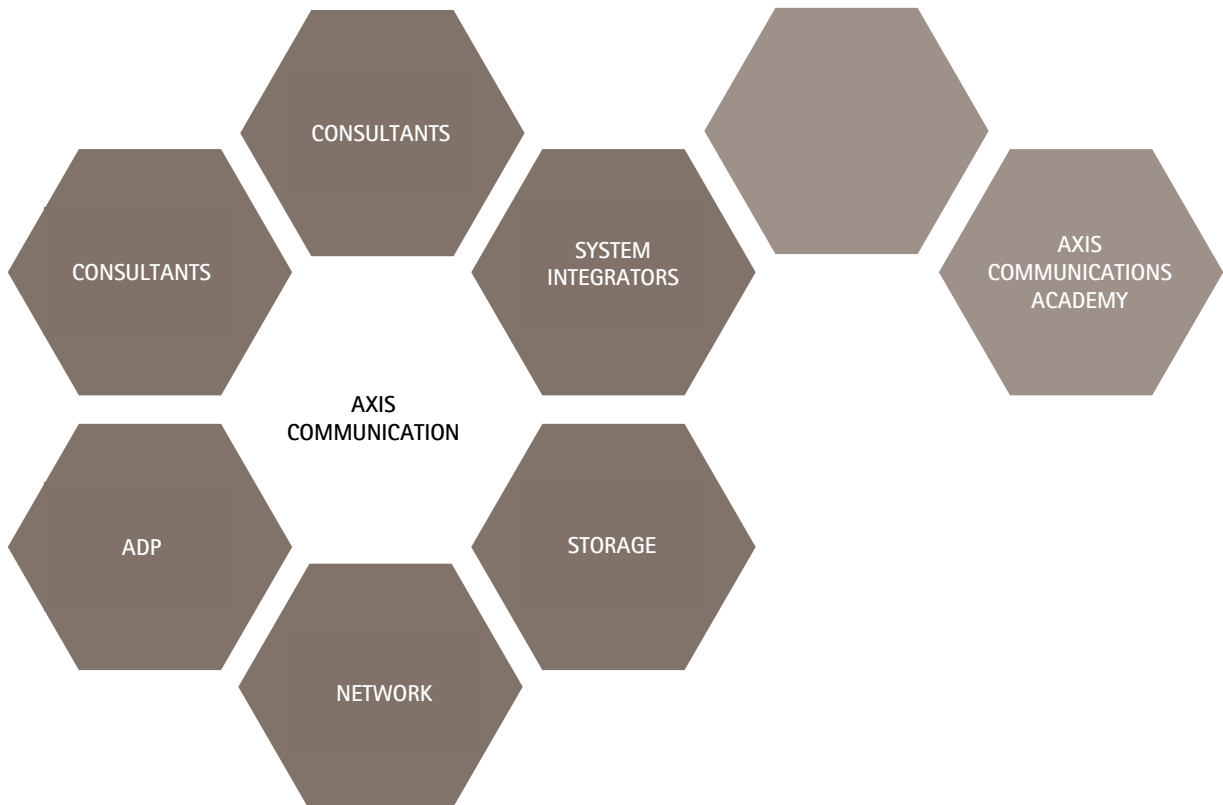 CONSULTANTS
CONSULTANTS
SYSTEM
INTEGRATORS
AXIS
COMMUNICATIONS
ACADEMY
AXIS
COMMUNICATION
ADP
STORAGE
NETWORK